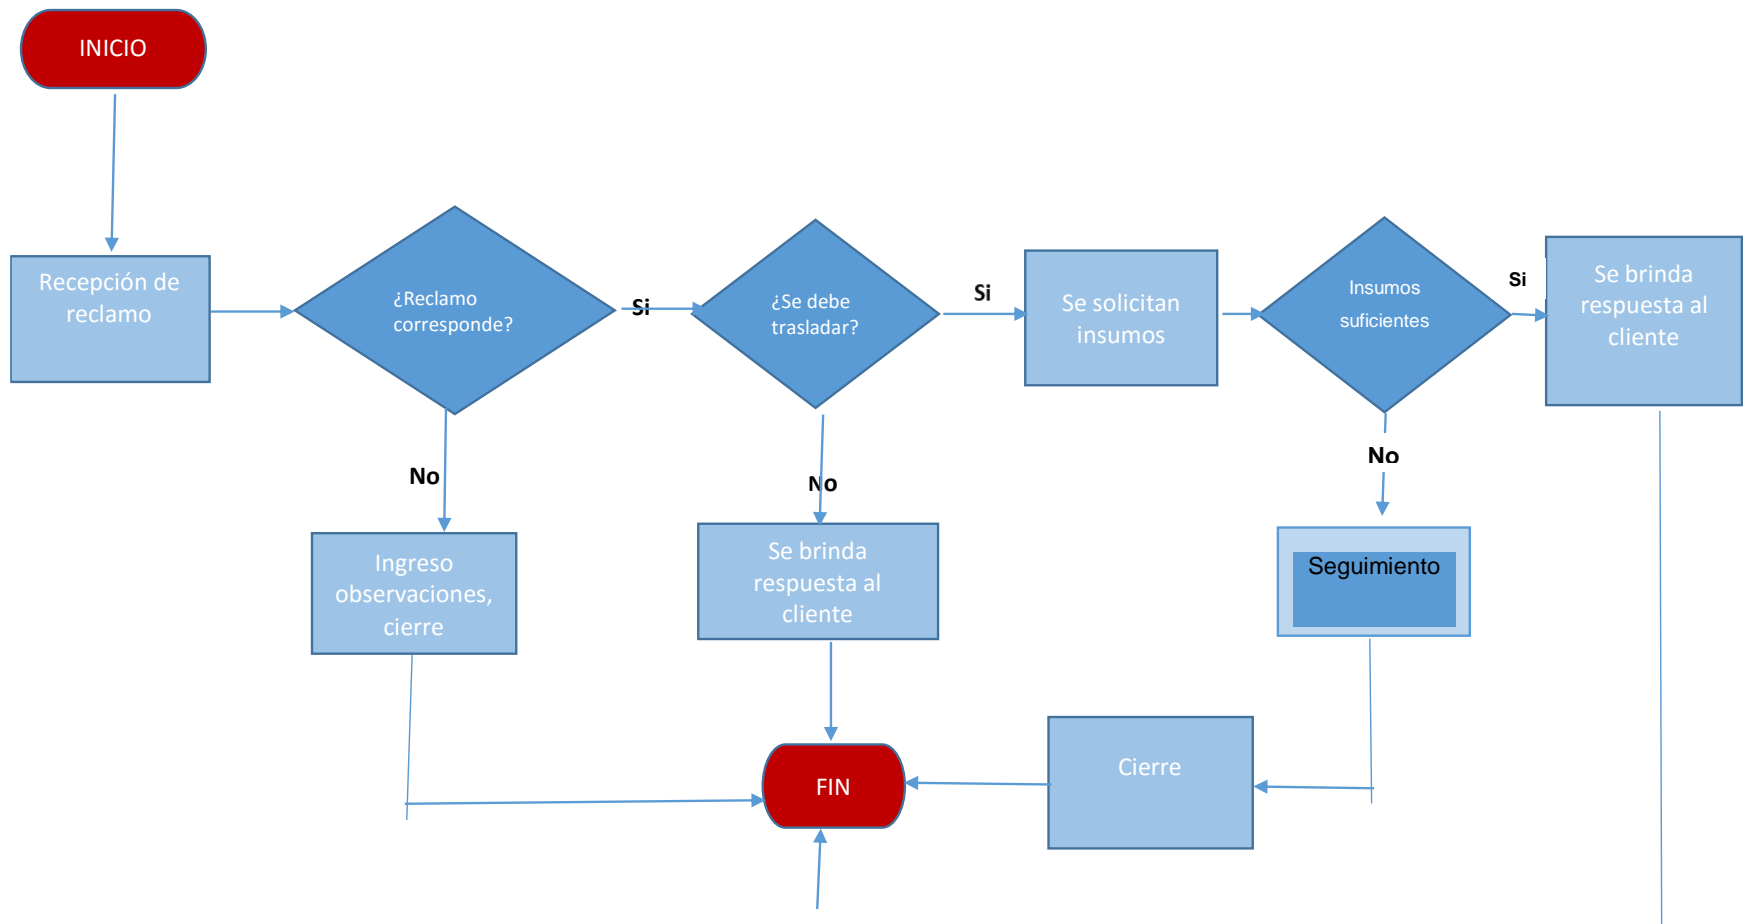 INICIO
Recepción de
reclamo
¿Reclamo
corresponde?
Si
¿Se debe
trasladar?
Si
Se solicitan
insumos
Insumos
suficientes
Si
Se brinda
respuesta al
cliente
No
No
No
Ingreso
observaciones,
cierre
Se brinda
respuesta al
cliente
Seguimiento
Cierre
FIN